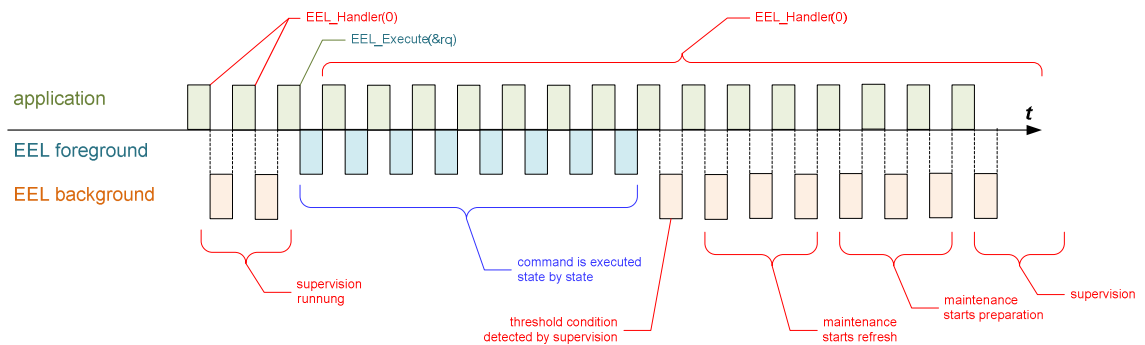 EEL_Handler(0)
EEL_Handler(0)
EEL_Execute(&rq)
application
t
EEL foreground
EEL background
command is executed
state by state
supervision
runnung
threshold condition
detected by supervision
maintenance
starts refresh
maintenance
starts preparation
supervision